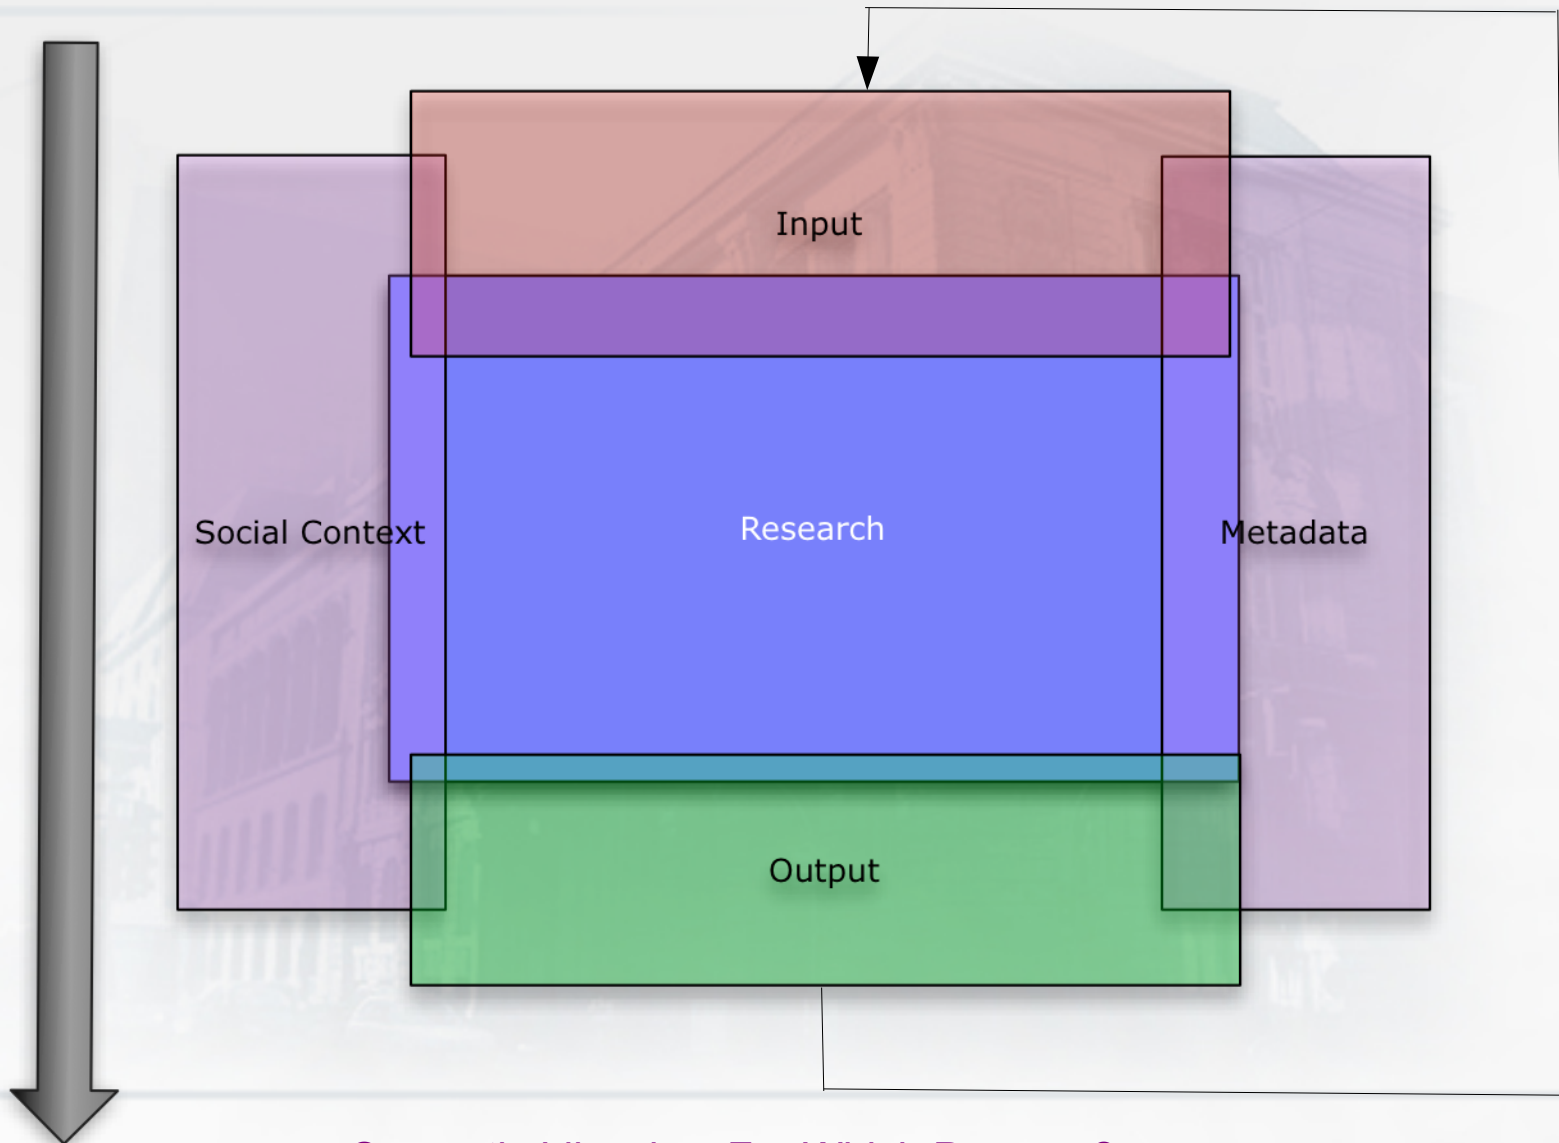 Input
Social Context
Research
Metadata
Output